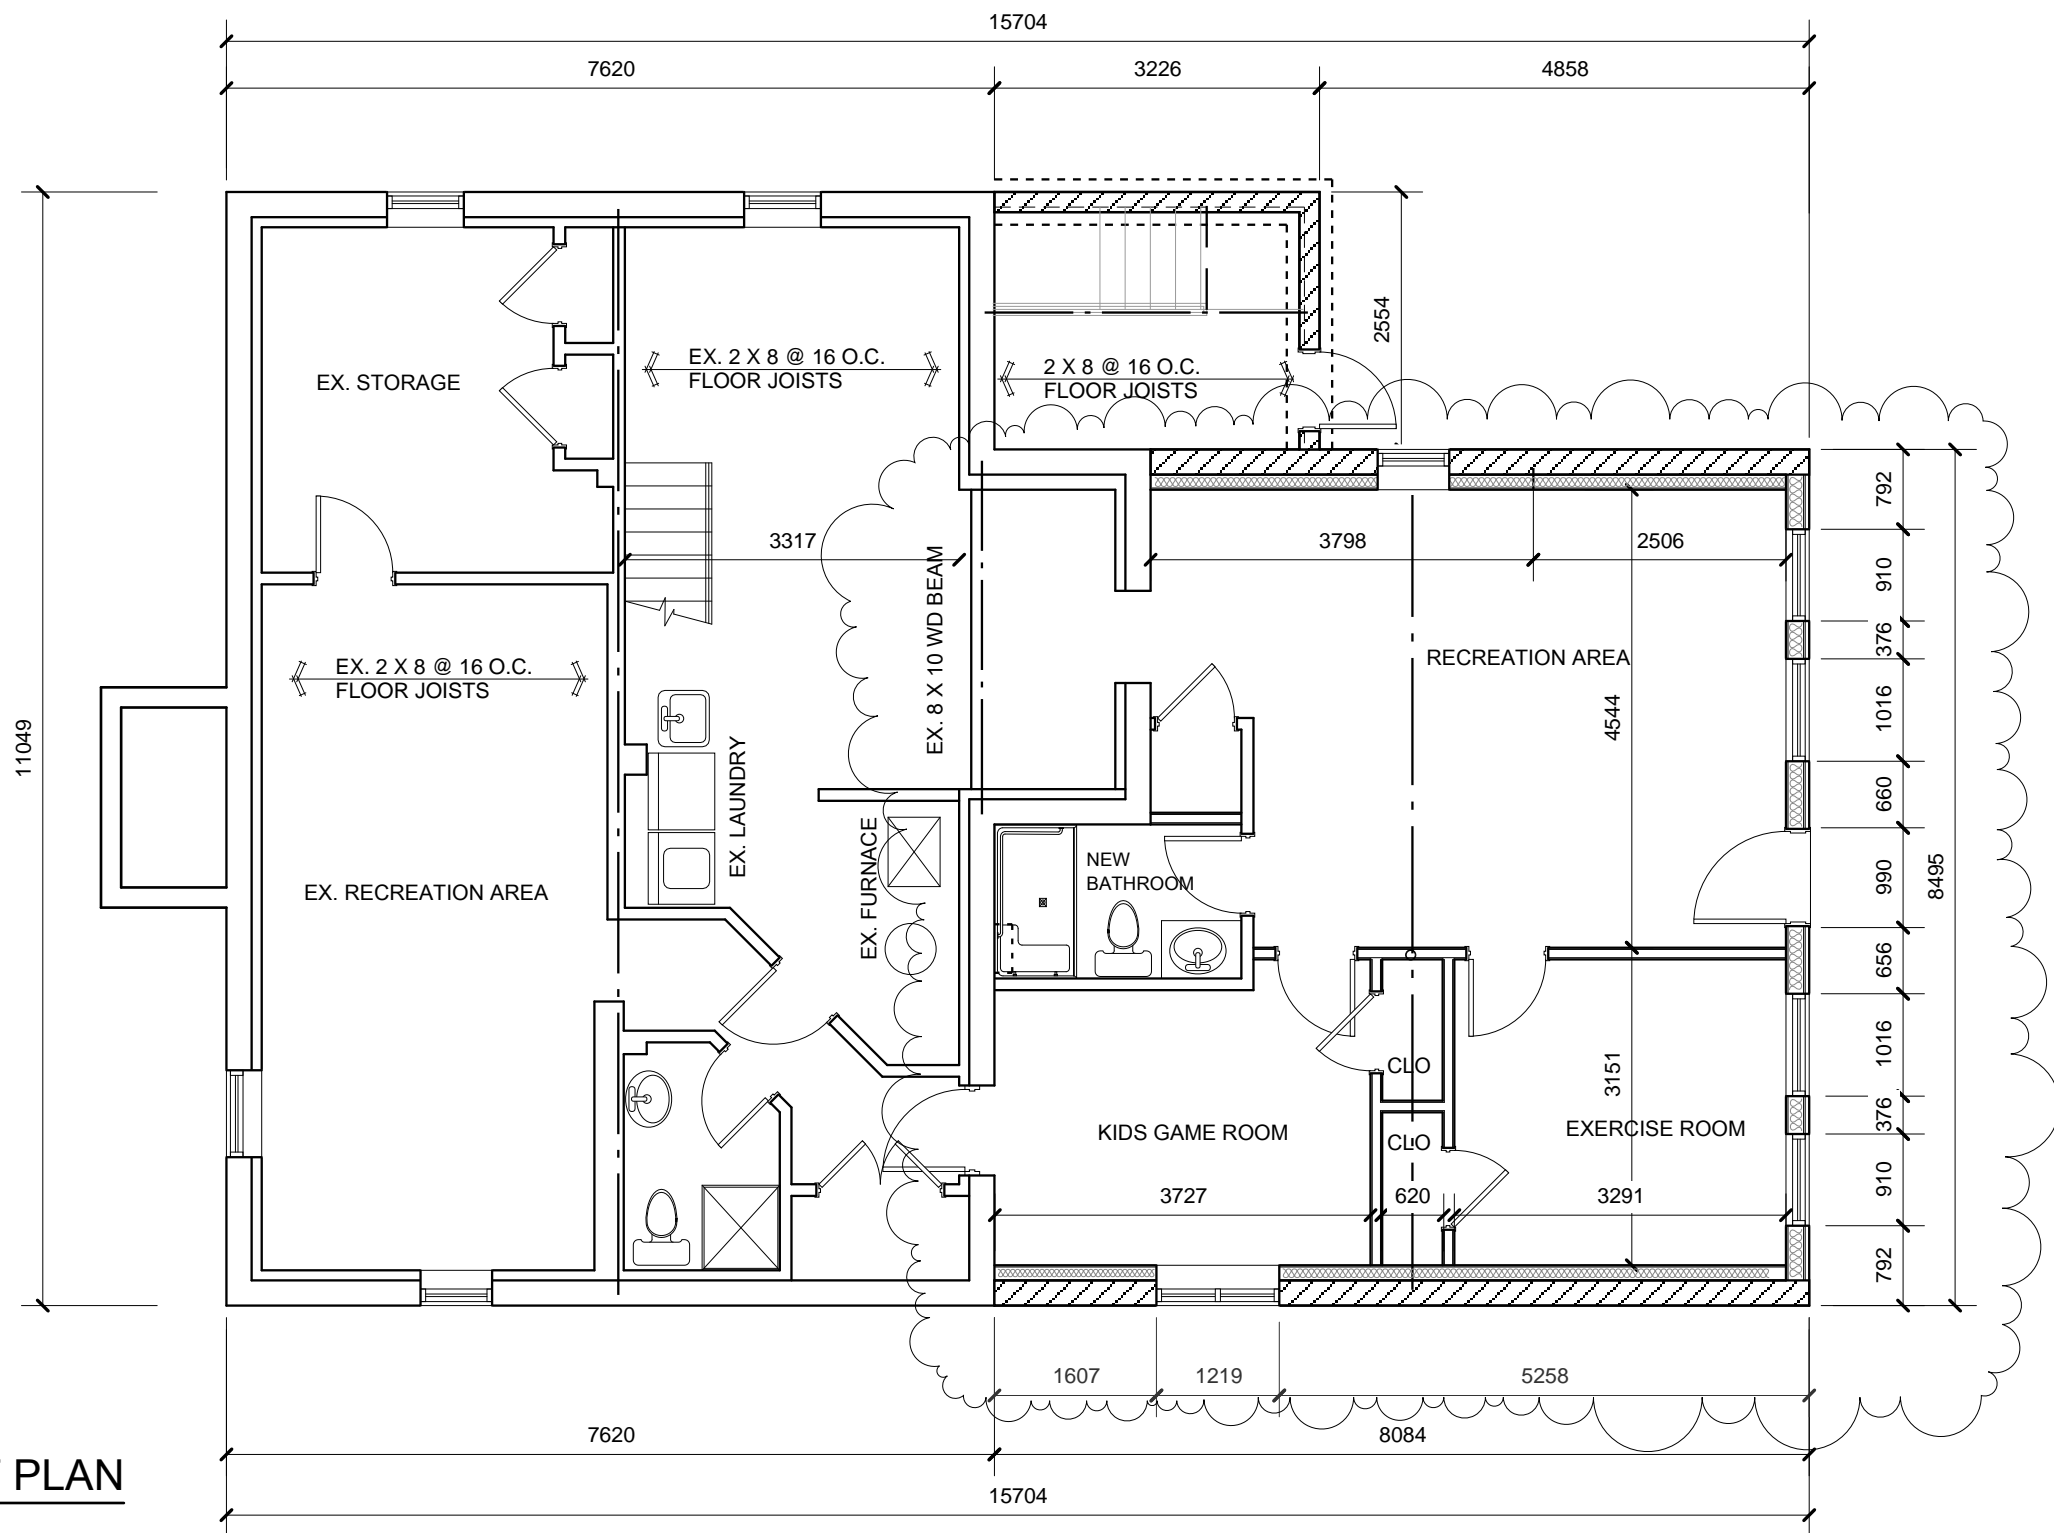 15704
7620
3226
4858
2554
EX. 2 X 8 @ 16 O.C.
FLOOR JOISTS
2 X 8 @ 16 O.C.
FLOOR JOISTS
EX. STORAGE
792
3317
3798
2506
910
376
EX. 8 X 10 WD BEAM
RECREATION AREA
EX. 2 X 8 @ 16 O.C.
FLOOR JOISTS
4544
1016
11049
EX. LAUNDRY
660
EX. FURNACE
NEW
BATHROOM
EX. RECREATION AREA
990
8495
656
1016
CLO
3151
KIDS GAME ROOM
CLO
EXERCISE ROOM
376
910
3727
620
3291
792
1607
1219
5258
7620
8084
PLAN
15704